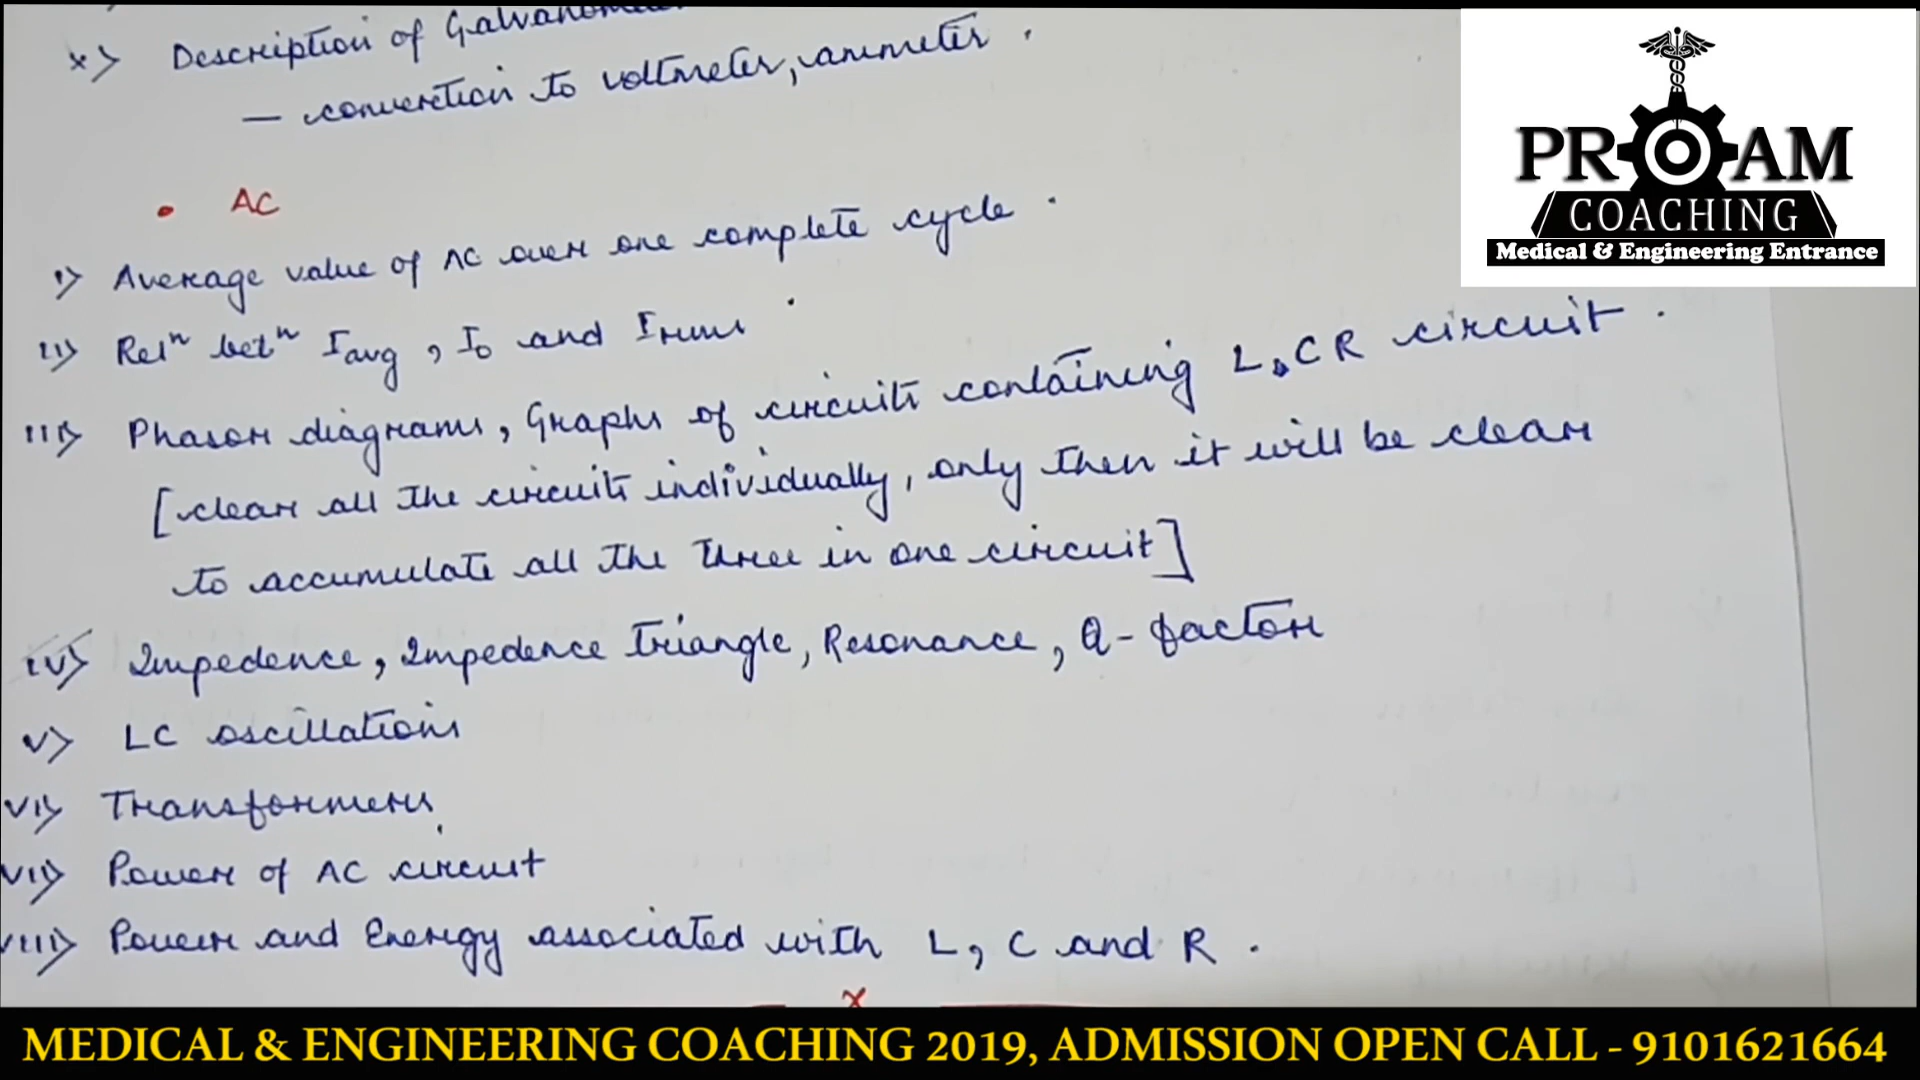 x> Description of Galvanometer
— convertion to voltmeter, ammeter.
• AC
i> Average value of AC over one complete cycle.
ii> Relⁿ betⁿ Iavg, I0 and Irms
iii> Phasor diagrams, Graphs of circuits containing L,CR circuit.
[clear all the circuits individually, only then it will be clear
to accumulate all the three in one circuit]
iv> Impedence, Impedence Triangle, Resonance, Q-factor
v> LC oscillations
vi> Transformers
vii> Power of AC circuit
viii> Power and Energy associated with L, C and R.
x
PROAM
COACHING
Medical & Engineering Entrance
MEDICAL & ENGINEERING COACHING 2019, ADMISSION OPEN CALL - 9101621664